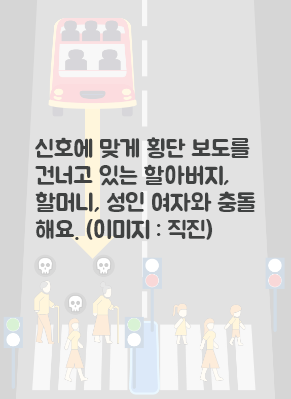 신호에 맞게 횡단 보도를
건너고 있는 할아버지,
할머니, 성인 여자와 충돌
해요. (이미지 : 직진)